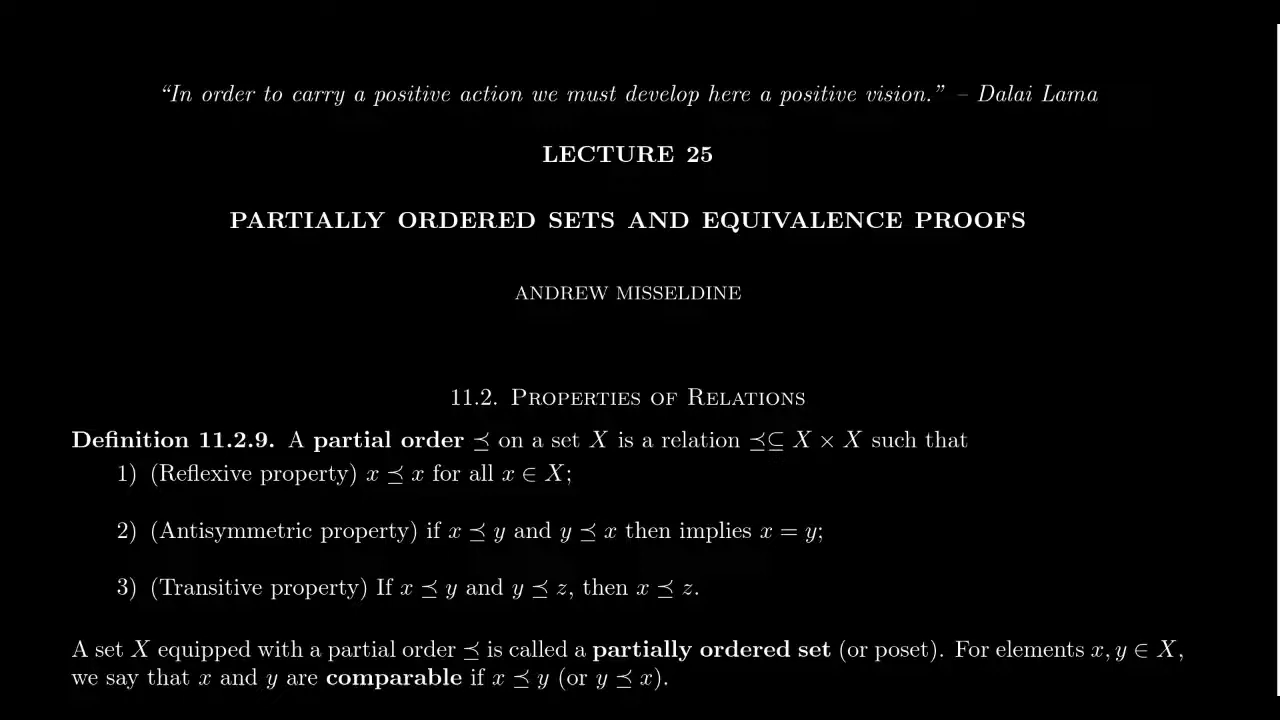 “In order to carry a positive action we must develop here a positive vision.” – Dalai Lama
LECTURE 25
PARTIALLY ORDERED SETS AND EQUIVALENCE PROOFS
ANDREW MISSELDINE
11.2. Properties of Relations
Definition 11.2.9. A partial order ⪯ on a set X is a relation ⪯⊆ X × X such that
1) (Reflexive property) x ⪯ x for all x ∈ X;
2) (Antisymmetric property) if x ⪯ y and y ⪯ x then implies x = y;
3) (Transitive property) If x ⪯ y and y ⪯ z, then x ⪯ z.
A set X equipped with a partial order ⪯ is called a partially ordered set (or poset). For elements x, y ∈ X,
we say that x and y are comparable if x ⪯ y (or y ⪯ x).